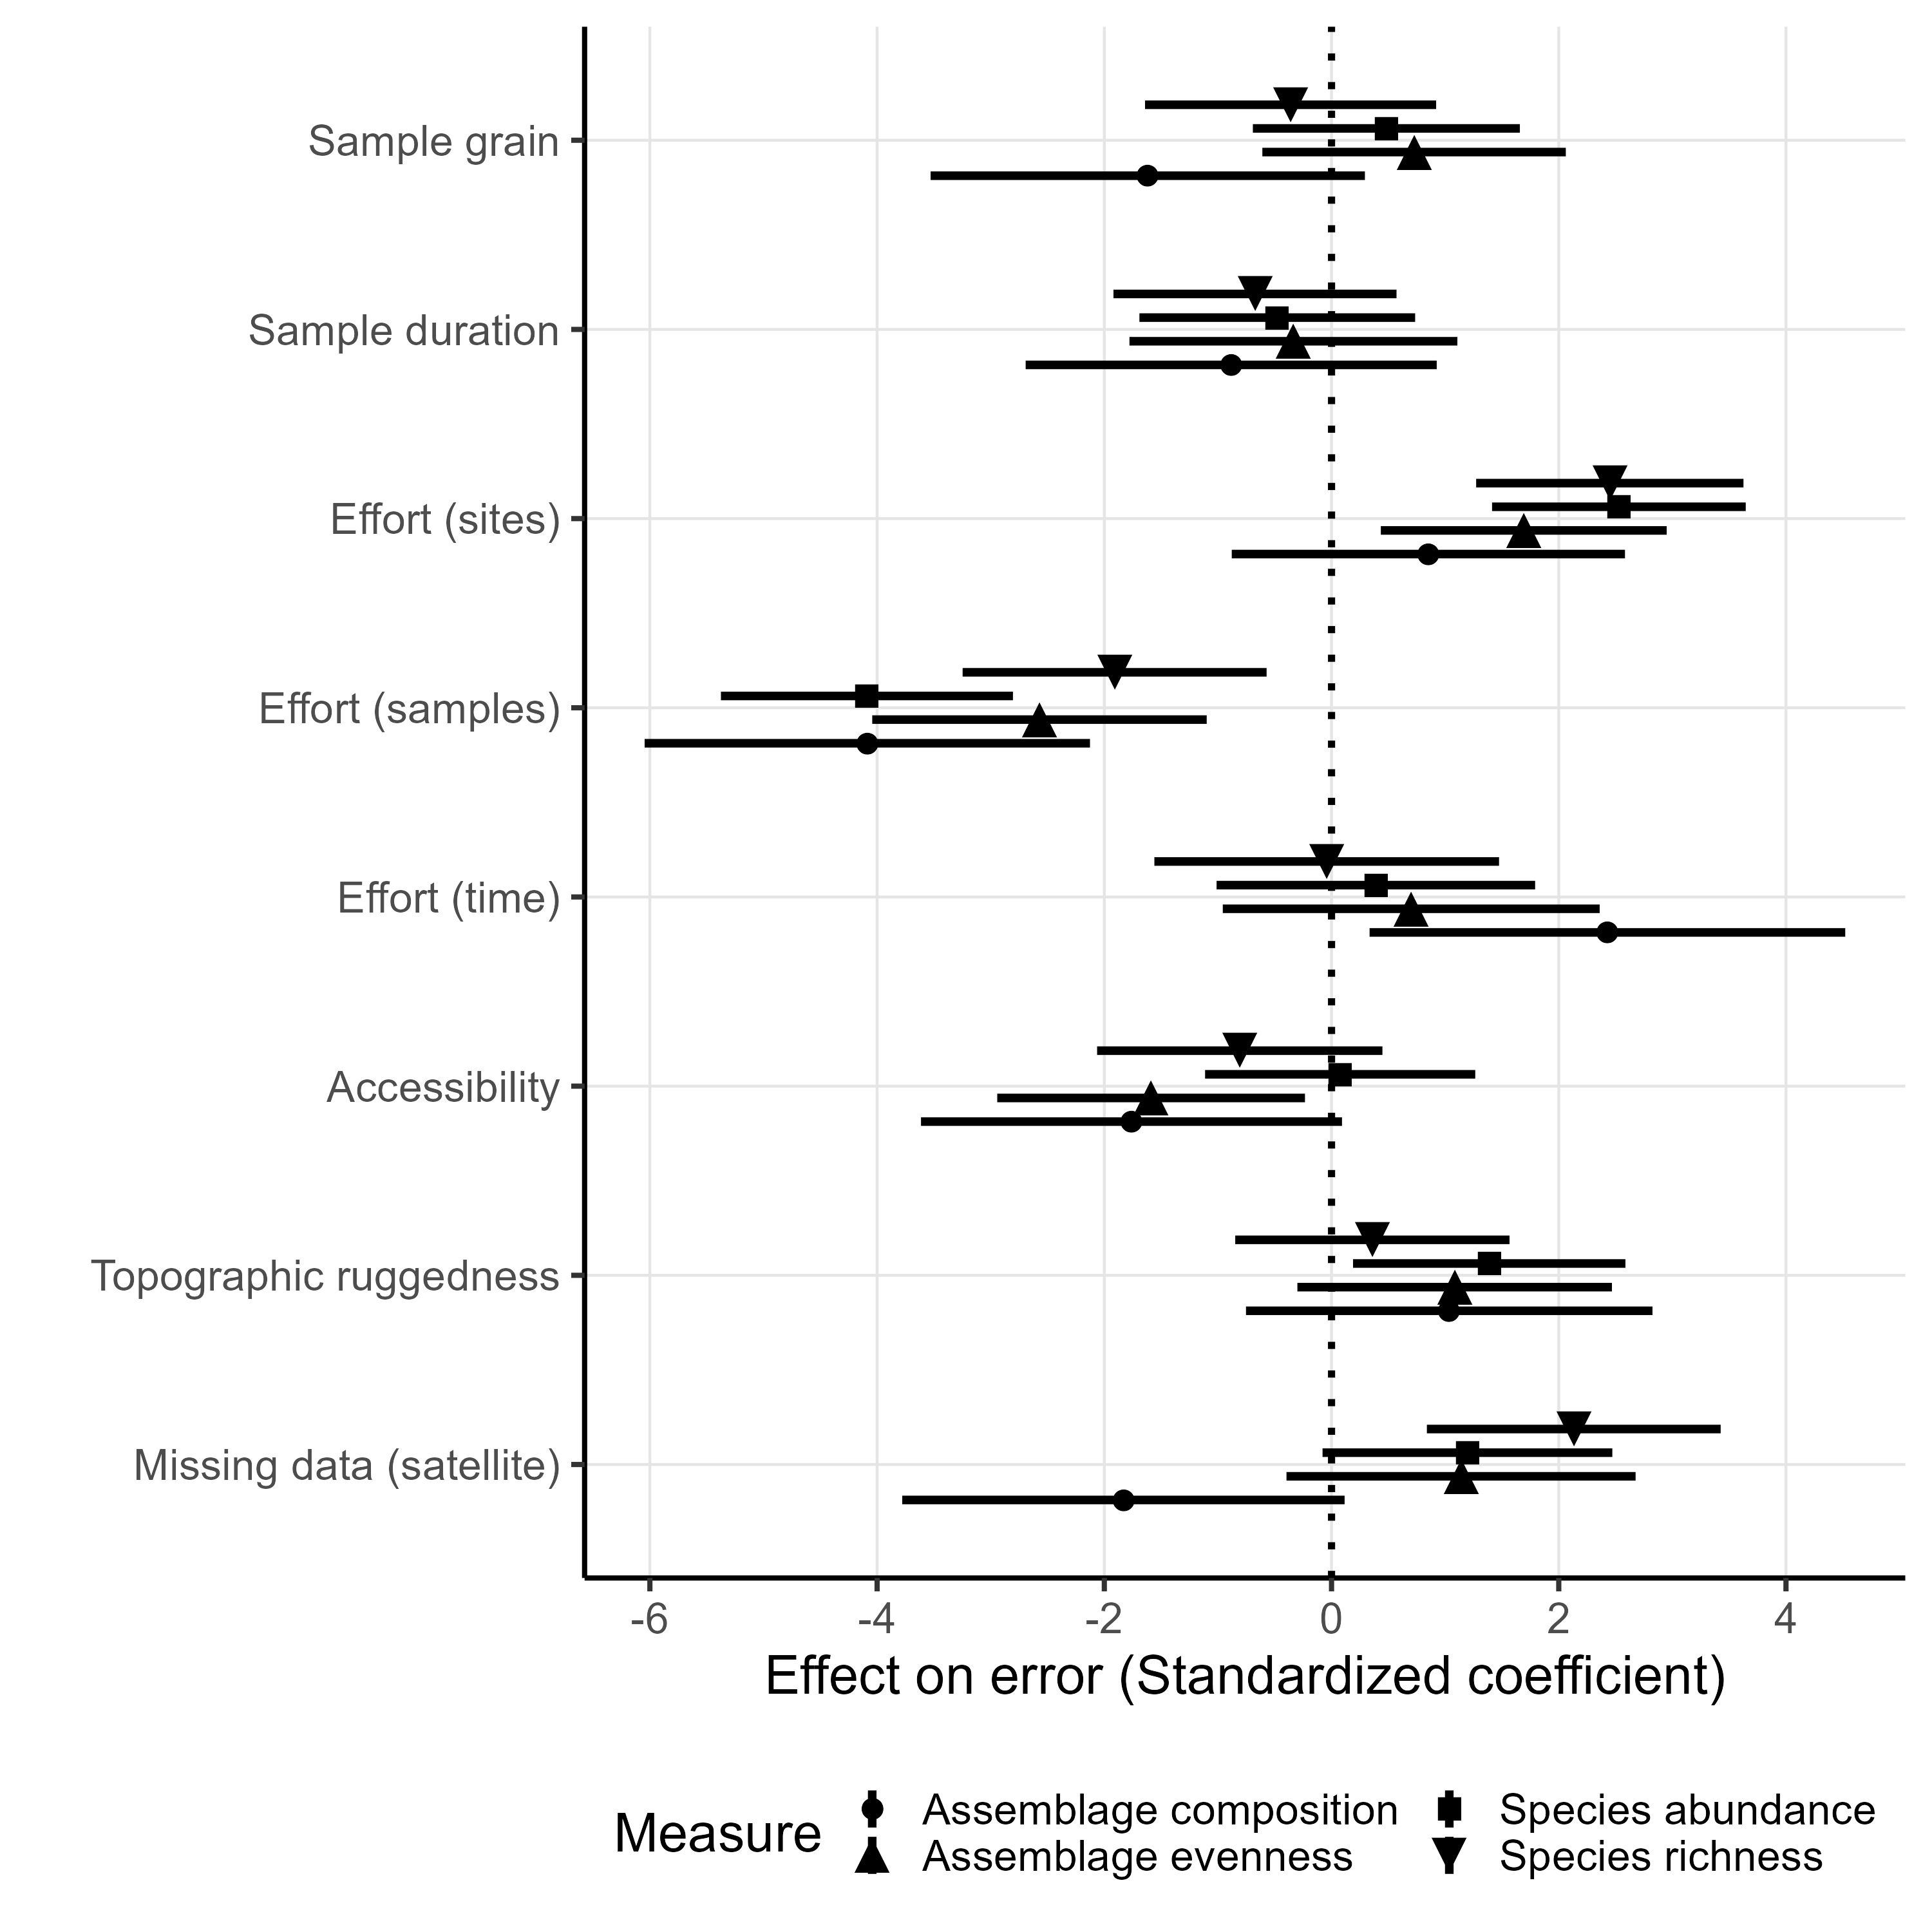 Sample grain
Sample duration
Effort (sites)
Effort (samples)
Effort (time)
Accessibility
Topographic ruggedness
Missing data (satellite)
-6 -4 -2 0 2 4
Effect on error (Standardized coefficient)
Measure
Assemblage composition
Assemblage evenness
Species abundance
Species richness